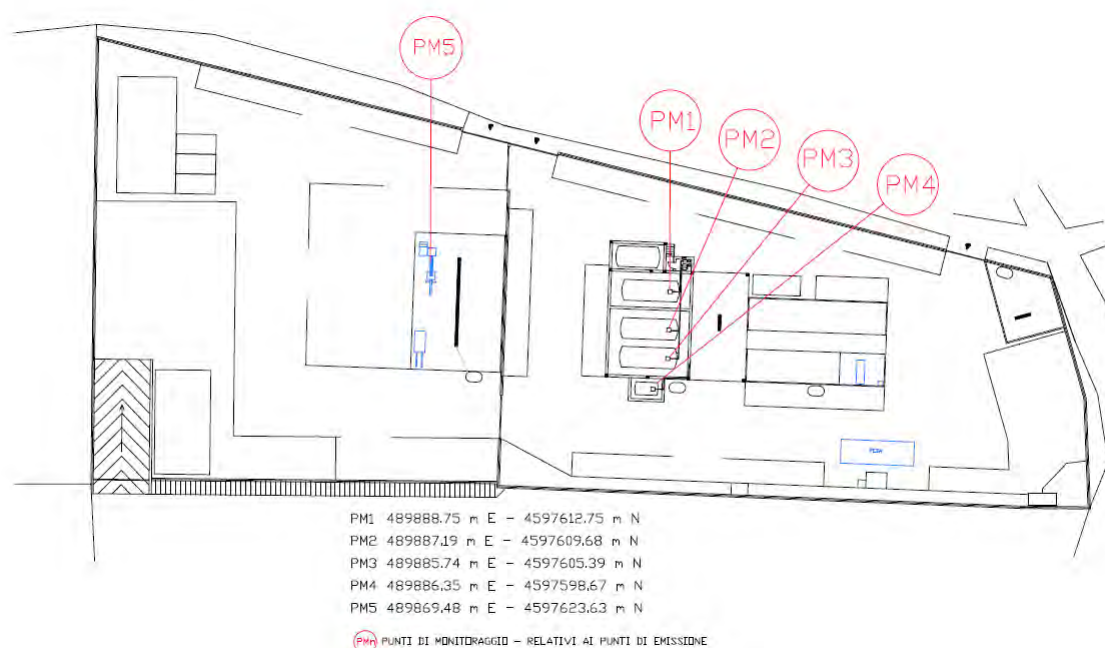 PM5
PM1
PM2
PM3
PM4
PESA
PM1 489888.75 m E - 4597612.75 m N
PM2 489887.19 m E - 4597609.68 m N
PM3 489885.74 m E - 4597605.39 m N
PM4 489886.35 m E - 4597598.67 m N
PM5 489869.48 m E - 4597623.63 m N
PMn PUNTI DI MONITORAGGIO - RELATIVI AI PUNTI DI EMISSIONE